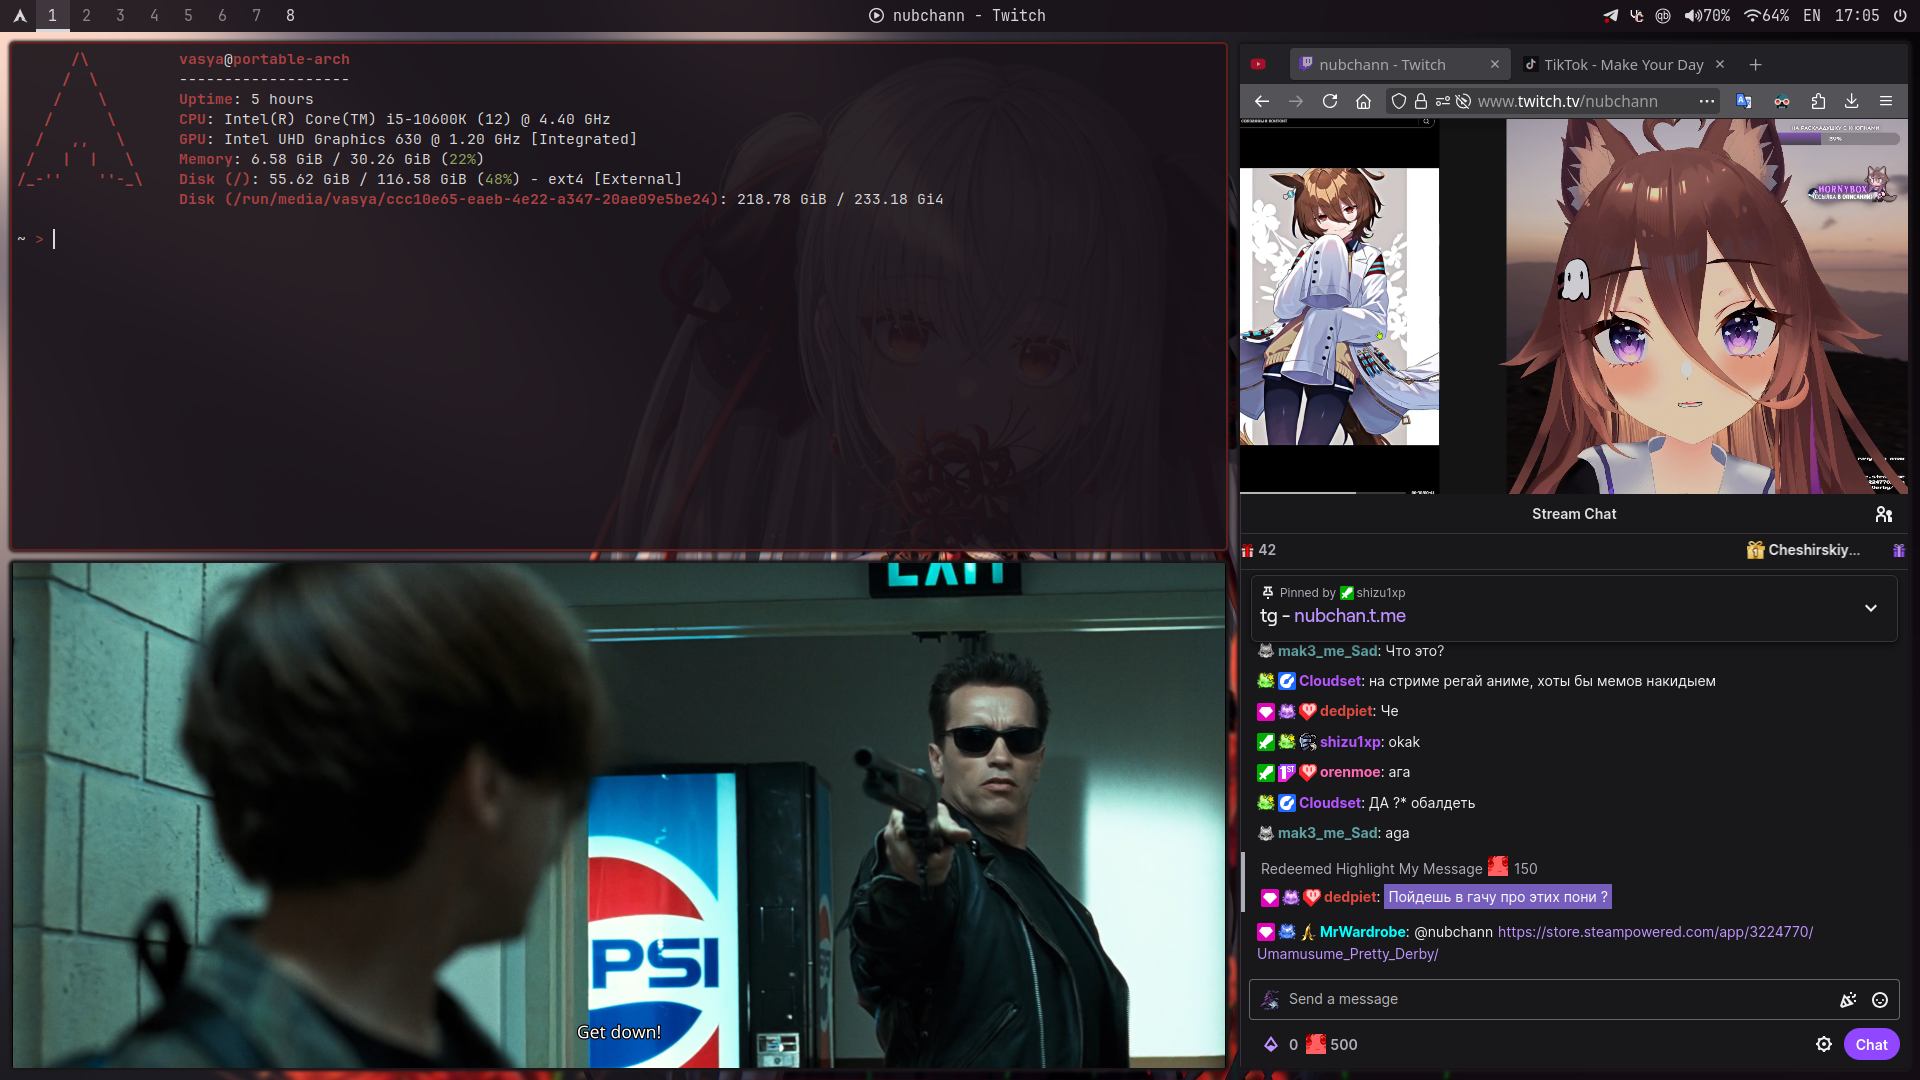 1 2 3 4 5 6 7 8
nubchann - Twitch
70% 64% EN 17:05
vasya@portable-arch
-------------------
Uptime: 5 hours
CPU: Intel(R) Core(TM) i5-10600K (12) @ 4.40 GHz
GPU: Intel UHD Graphics 630 @ 1.20 GHz [Integrated]
Memory: 6.58 GiB / 30.26 GiB (22%)
Disk (/): 55.62 GiB / 116.58 GiB (48%) - ext4 [External]
Disk (/run/media/vasya/ccc10e65-eaeb-4e22-a347-20ae09e5be24): 218.78 GiB / 233.18 Gi4
~ >
EXIT
PSI
Get down!
nubchann - Twitch
TikTok - Make Your Day
www.twitch.tv/nubchann
39%
HORNYBOX
ССЫЛКА В ОПИСАНИИ
Stream Chat
42
Cheshirskiy...
Pinned by shizu1xp
tg - nubchan.t.me
mak3_me_Sad: Что это?
Cloudset: на стриме регай аниме, хоты бы мемов накидыем
dedpiet: Че
shizu1xp: okak
orenmoe: ага
Cloudset: ДА ?* обалдеть
mak3_me_Sad: aga
Redeemed Highlight My Message 150
dedpiet: Пойдешь в гачу про этих пони ?
MrWardrobe: @nubchann https://store.steampowered.com/app/3224770/
Umamusume_Pretty_Derby/
Send a message
0 500
Chat